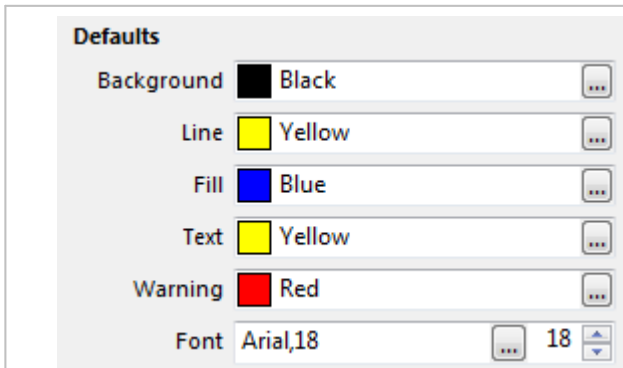 Defaults
Background Black ...
Line Yellow ...
Fill Blue ...
Text Yellow ...
Warning Red ...
Font Arial,18 ... 18